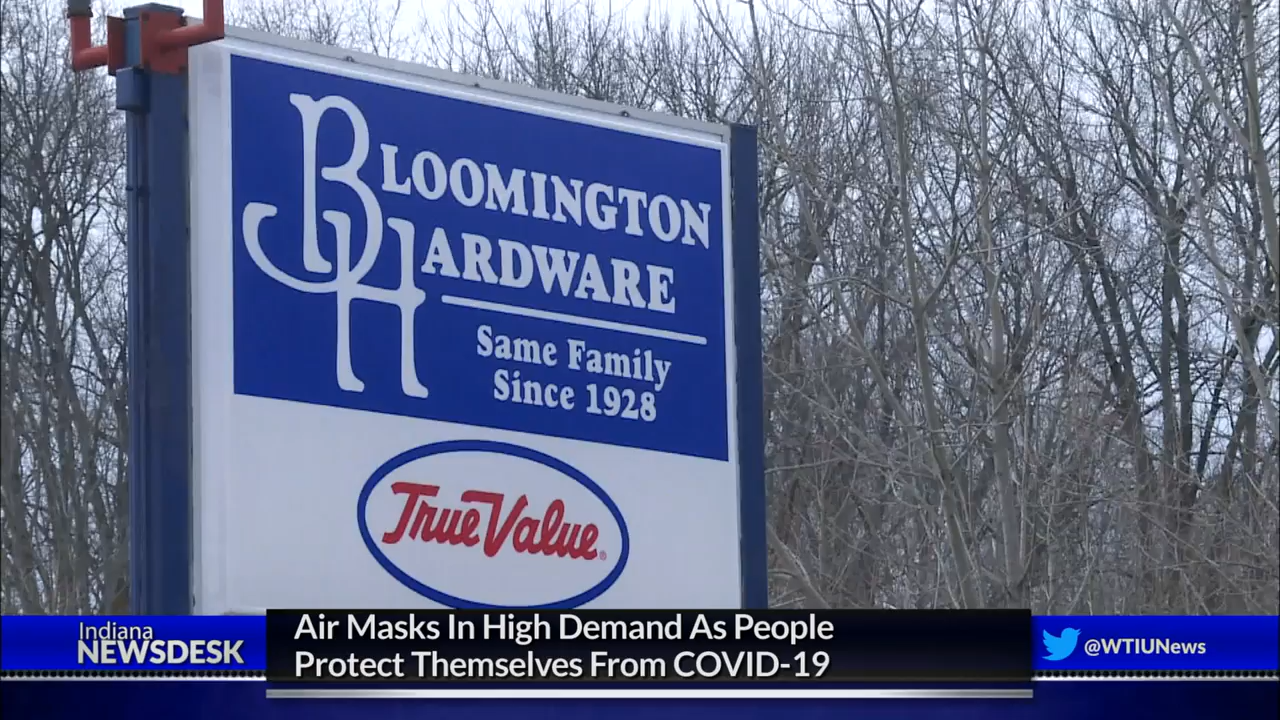 BLOOMINGTON
HARDWARE
Same Family
Since 1928
True Value®
Indiana
NEWSDESK
Air Masks In High Demand As People
Protect Themselves From COVID-19
@WTIUNews